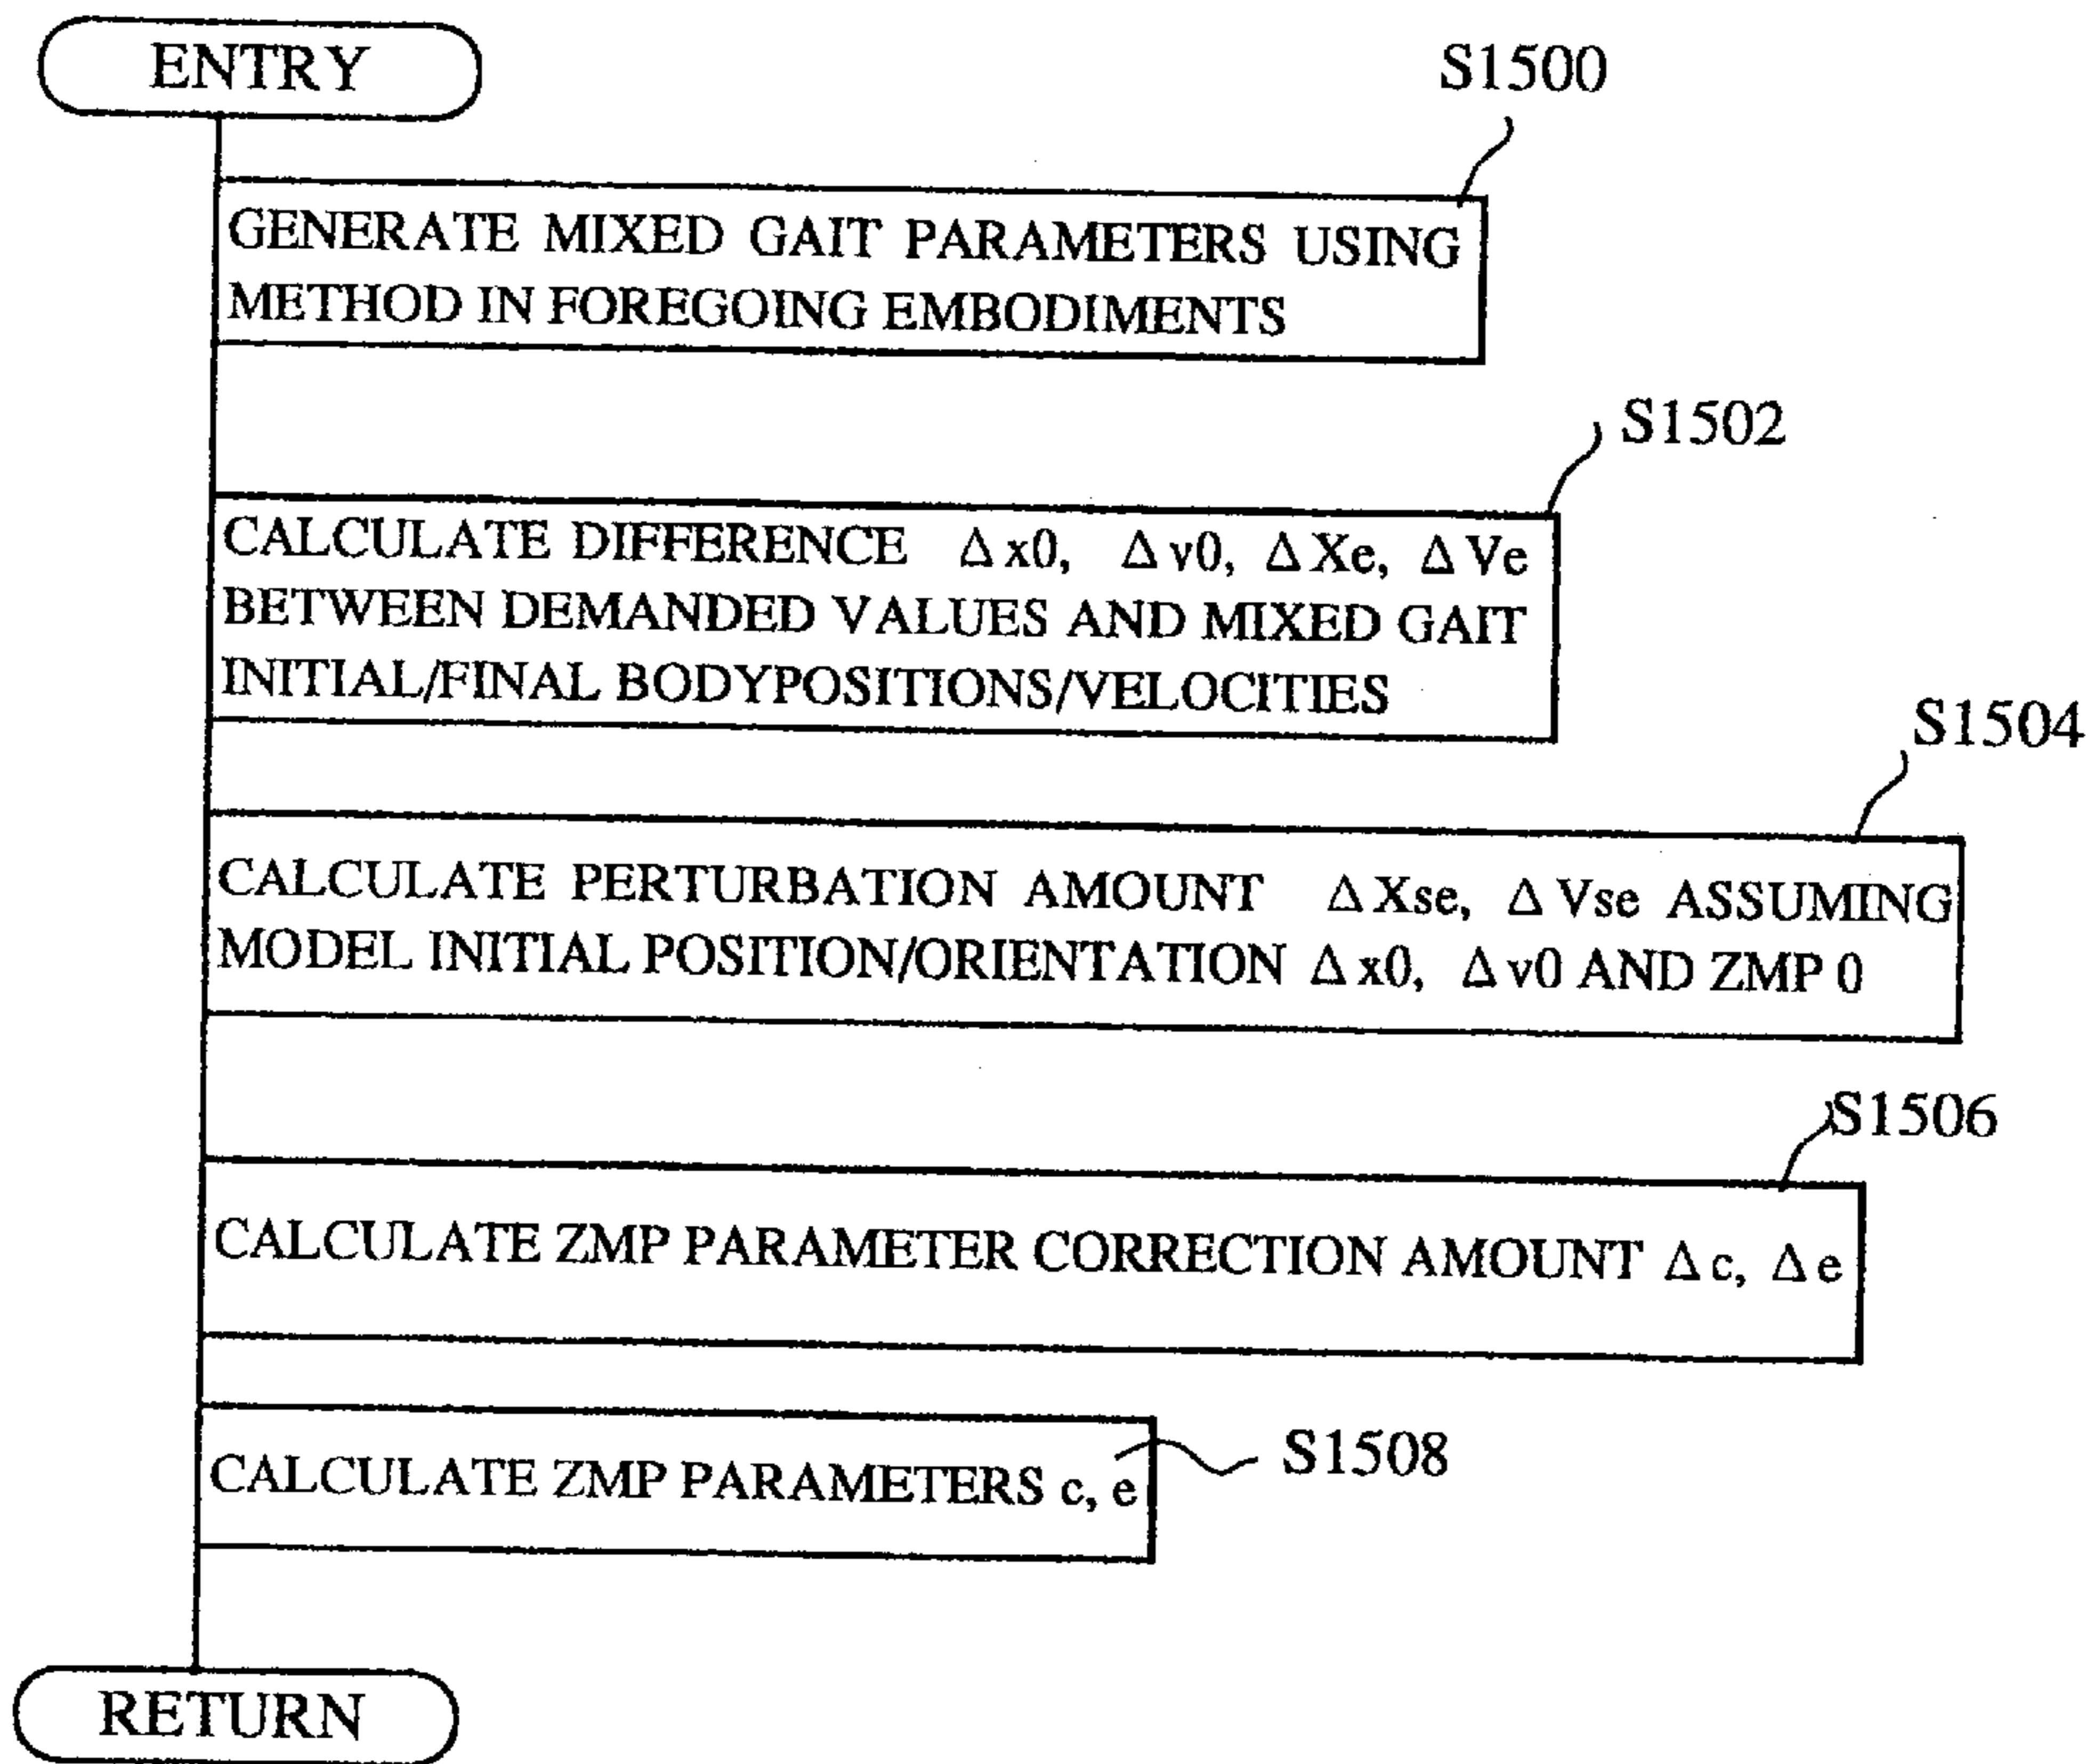 ENTRY
S1500
GENERATE MIXED GAIT PARAMETERS USING
METHOD IN FOREGOING EMBODIMENTS
S1502
CALCULATE DIFFERENCE Δx0, Δv0, ΔXe, ΔVe
BETWEEN DEMANDED VALUES AND MIXED GAIT
INITIAL/FINAL BODYPOSITIONS/VELOCITIES
S1504
CALCULATE PERTURBATION AMOUNT ΔXse, ΔVse ASSUMING
MODEL INITIAL POSITION/ORIENTATION Δx0, Δv0 AND ZMP 0
S1506
CALCULATE ZMP PARAMETER CORRECTION AMOUNT Δc, Δe
S1508
CALCULATE ZMP PARAMETERS c, e
RETURN